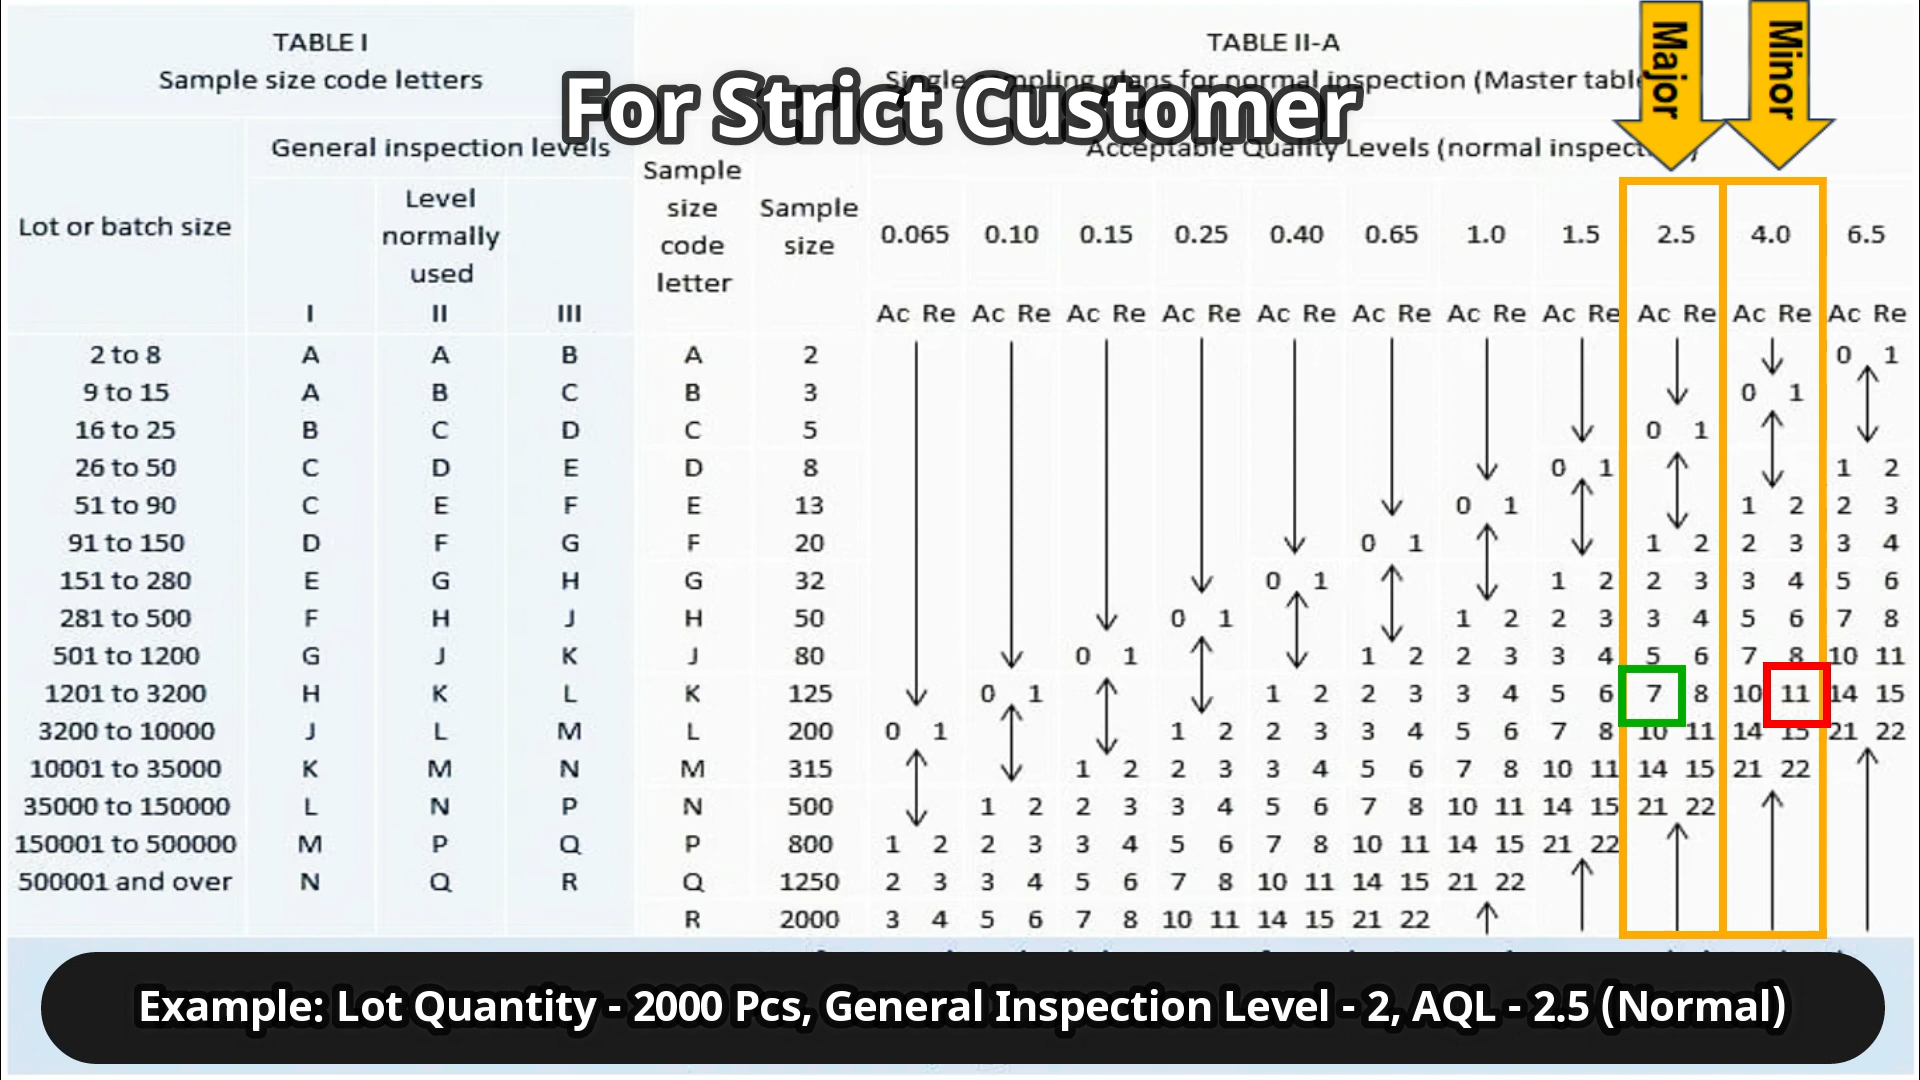 TABLE I
Sample size code letters
TABLE II-A
Single sampling plans for normal inspection (Master table
For Strict Customer
Major
Minor
General inspection levels
Acceptable Quality Levels (normal inspection)
Lot or batch size
Level normally used
Sample size code letter
Sample size
0.065 0.10 0.15 0.25 0.40 0.65 1.0 1.5 2.5 4.0 6.5
I II III
Ac Re Ac Re Ac Re Ac Re Ac Re Ac Re Ac Re Ac Re Ac Re Ac Re Ac Re
2 to 8 A A B A 2 0 1
9 to 15 A B C B 3 0 1
16 to 25 B C D C 5 0 1
26 to 50 C D E D 8 0 1 1 2
51 to 90 C E F E 13 0 1 1 2 2 3
91 to 150 D F G F 20 0 1 1 2 2 3 3 4
151 to 280 E G H G 32 0 1 1 2 2 3 3 4 5 6
281 to 500 F H J H 50 0 1 1 2 2 3 3 4 5 6 7 8
501 to 1200 G J K J 80 0 1 1 2 2 3 3 4 5 6 7 8 10 11
1201 to 3200 H K L K 125 0 1 1 2 2 3 3 4 5 6 7 8 10 11 14 15
3200 to 10000 J L M L 200 0 1 1 2 2 3 3 4 5 6 7 8 10 11 14 15 21 22
10001 to 35000 K M N M 315 1 2 2 3 3 4 5 6 7 8 10 11 14 15 21 22
35000 to 150000 L N P N 500 1 2 2 3 3 4 5 6 7 8 10 11 14 15 21 22
150001 to 500000 M P Q P 800 1 2 2 3 3 4 5 6 7 8 10 11 14 15 21 22
500001 and over N Q R Q 1250 2 3 3 4 5 6 7 8 10 11 14 15 21 22
R 2000 3 4 5 6 7 8 10 11 14 15 21 22
Example: Lot Quantity - 2000 Pcs, General Inspection Level - 2, AQL - 2.5 (Normal)